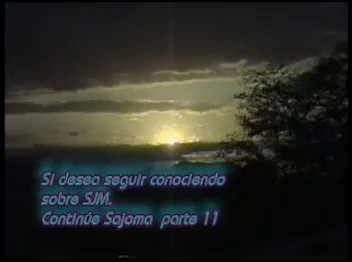 Si desea seguir conociendo
sobre SJM.
Continúe Sajoma parte 11